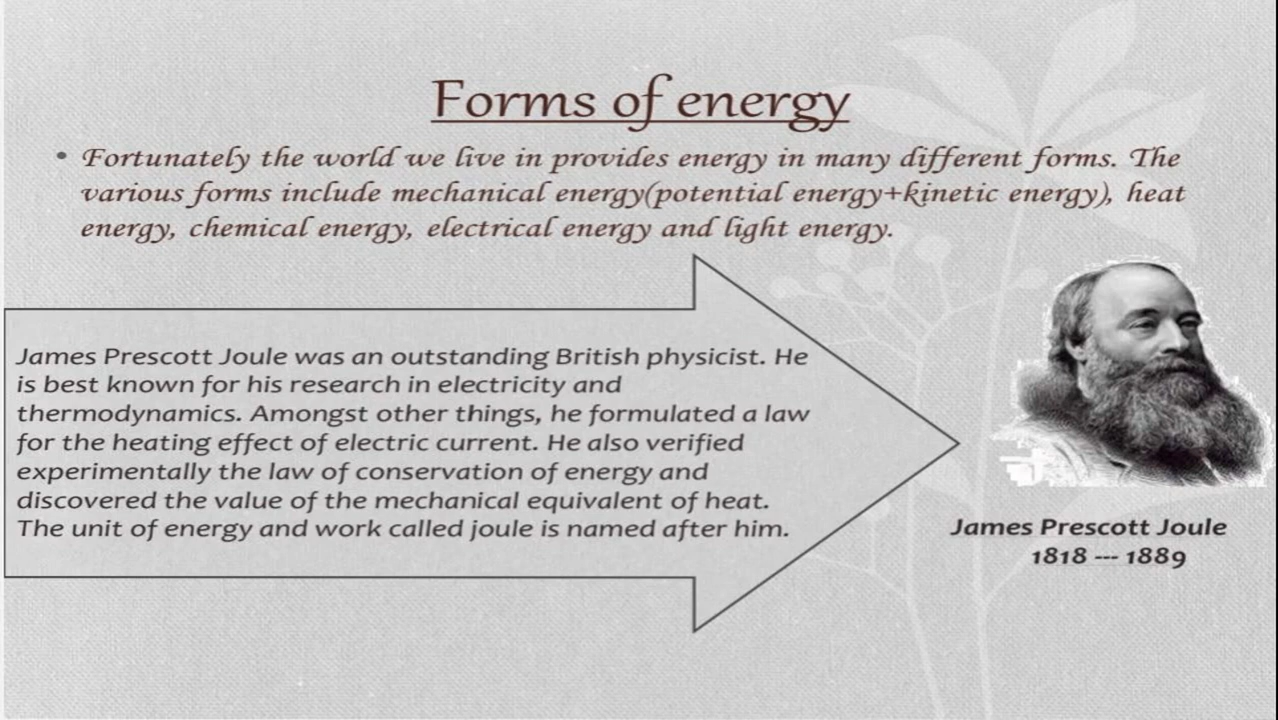 Forms of energy
• Fortunately the world we live in provides energy in many different forms. The
various forms include mechanical energy(potential energy+kinetic energy), heat
energy, chemical energy, electrical energy and light energy.
James Prescott Joule was an outstanding British physicist. He
is best known for his research in electricity and
thermodynamics. Amongst other things, he formulated a law
for the heating effect of electric current. He also verified
experimentally the law of conservation of energy and
discovered the value of the mechanical equivalent of heat.
The unit of energy and work called joule is named after him.
James Prescott Joule
1818 --- 1889